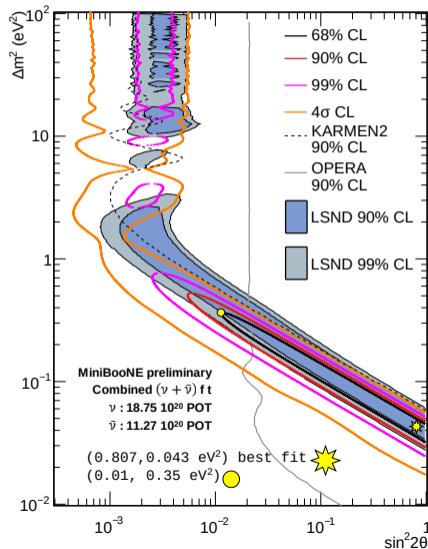 Δm² (eV²)
10²
10
1
10⁻¹
10⁻²
68% CL
90% CL
99% CL
4σ CL
KARMEN2
90% CL
OPERA
90% CL
LSND 90% CL
LSND 99% CL
MiniBooNE preliminary
Combined (ν + ν̄) f t
ν : 18.75 10²⁰ POT
ν̄ : 11.27 10²⁰ POT
(0.807,0.043 eV²) best fit
(0.01, 0.35 eV²)
10⁻³ 10⁻² 10⁻¹ 1
sin²2θ